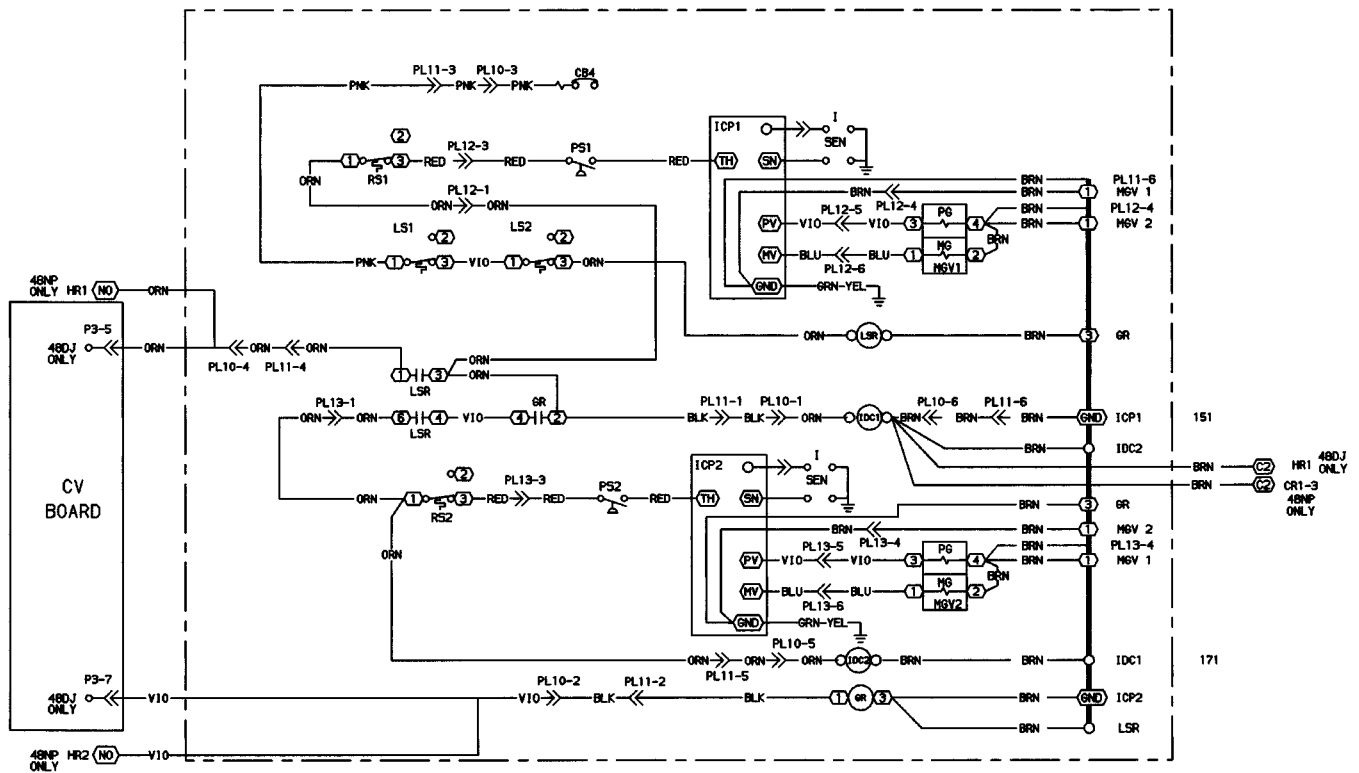 PL11-3 PL10-3 CB4
PNK PNK PNK
ICP1 I
SEN
2 PL12-3 PS1
1 3 RED RED RED TH SN
RS1
ORN
PL12-1
ORN ORN
BRN PL11-6
BRN PL12-4 BRN 1 MGV 1
LS1 2 LS2 2
PL12-5 PG BRN PL12-4
PV VIO VIO 3 4 BRN 1 MGV 2
BRN
PNK 1 3 VIO 1 3 ORN
MV BLU BLU 1 MG 2
PL12-6 MGV1
GND GRN-YEL
48NP ONLY HR1 NO ORN
P3-5
48DJ ONLY ORN ORN ORN
PL10-4 PL11-4
ORN LSR BRN 3 GR
ORN
1 3 ORN
LSR
PL13-1 GR
ORN ORN 6 4 VIO 4 2
LSR
PL11-1 PL10-1
BLK BLK ORN IDC1
PL10-6 PL11-6
BRN BRN BRN GND ICP1 151
BRN IDC2
BRN C2 HR1 48DJ ONLY
BRN C2 CR1-3
48NP ONLY
ICP2 I
SEN
2 PL13-3 PS2
ORN 1 3 RED RED RED TH SN
RS2
BRN 3 GR
BRN PL13-4 BRN 1 MGV 2
ORN
PL13-5 PG BRN PL13-4
PV VIO VIO 3 4 BRN 1 MGV 1
BRN
MV BLU BLU 1 MG 2
PL13-6 MGV2
GND GRN-YEL
CV
BOARD
PL10-5
ORN ORN ORN IDC2 BRN BRN IDC1 171
PL11-5
P3-7
48DJ ONLY VIO
PL10-2 PL11-2
VIO BLK BLK 1 GR 3 BRN GND ICP2
BRN LSR
48NP ONLY HR2 NO VIO